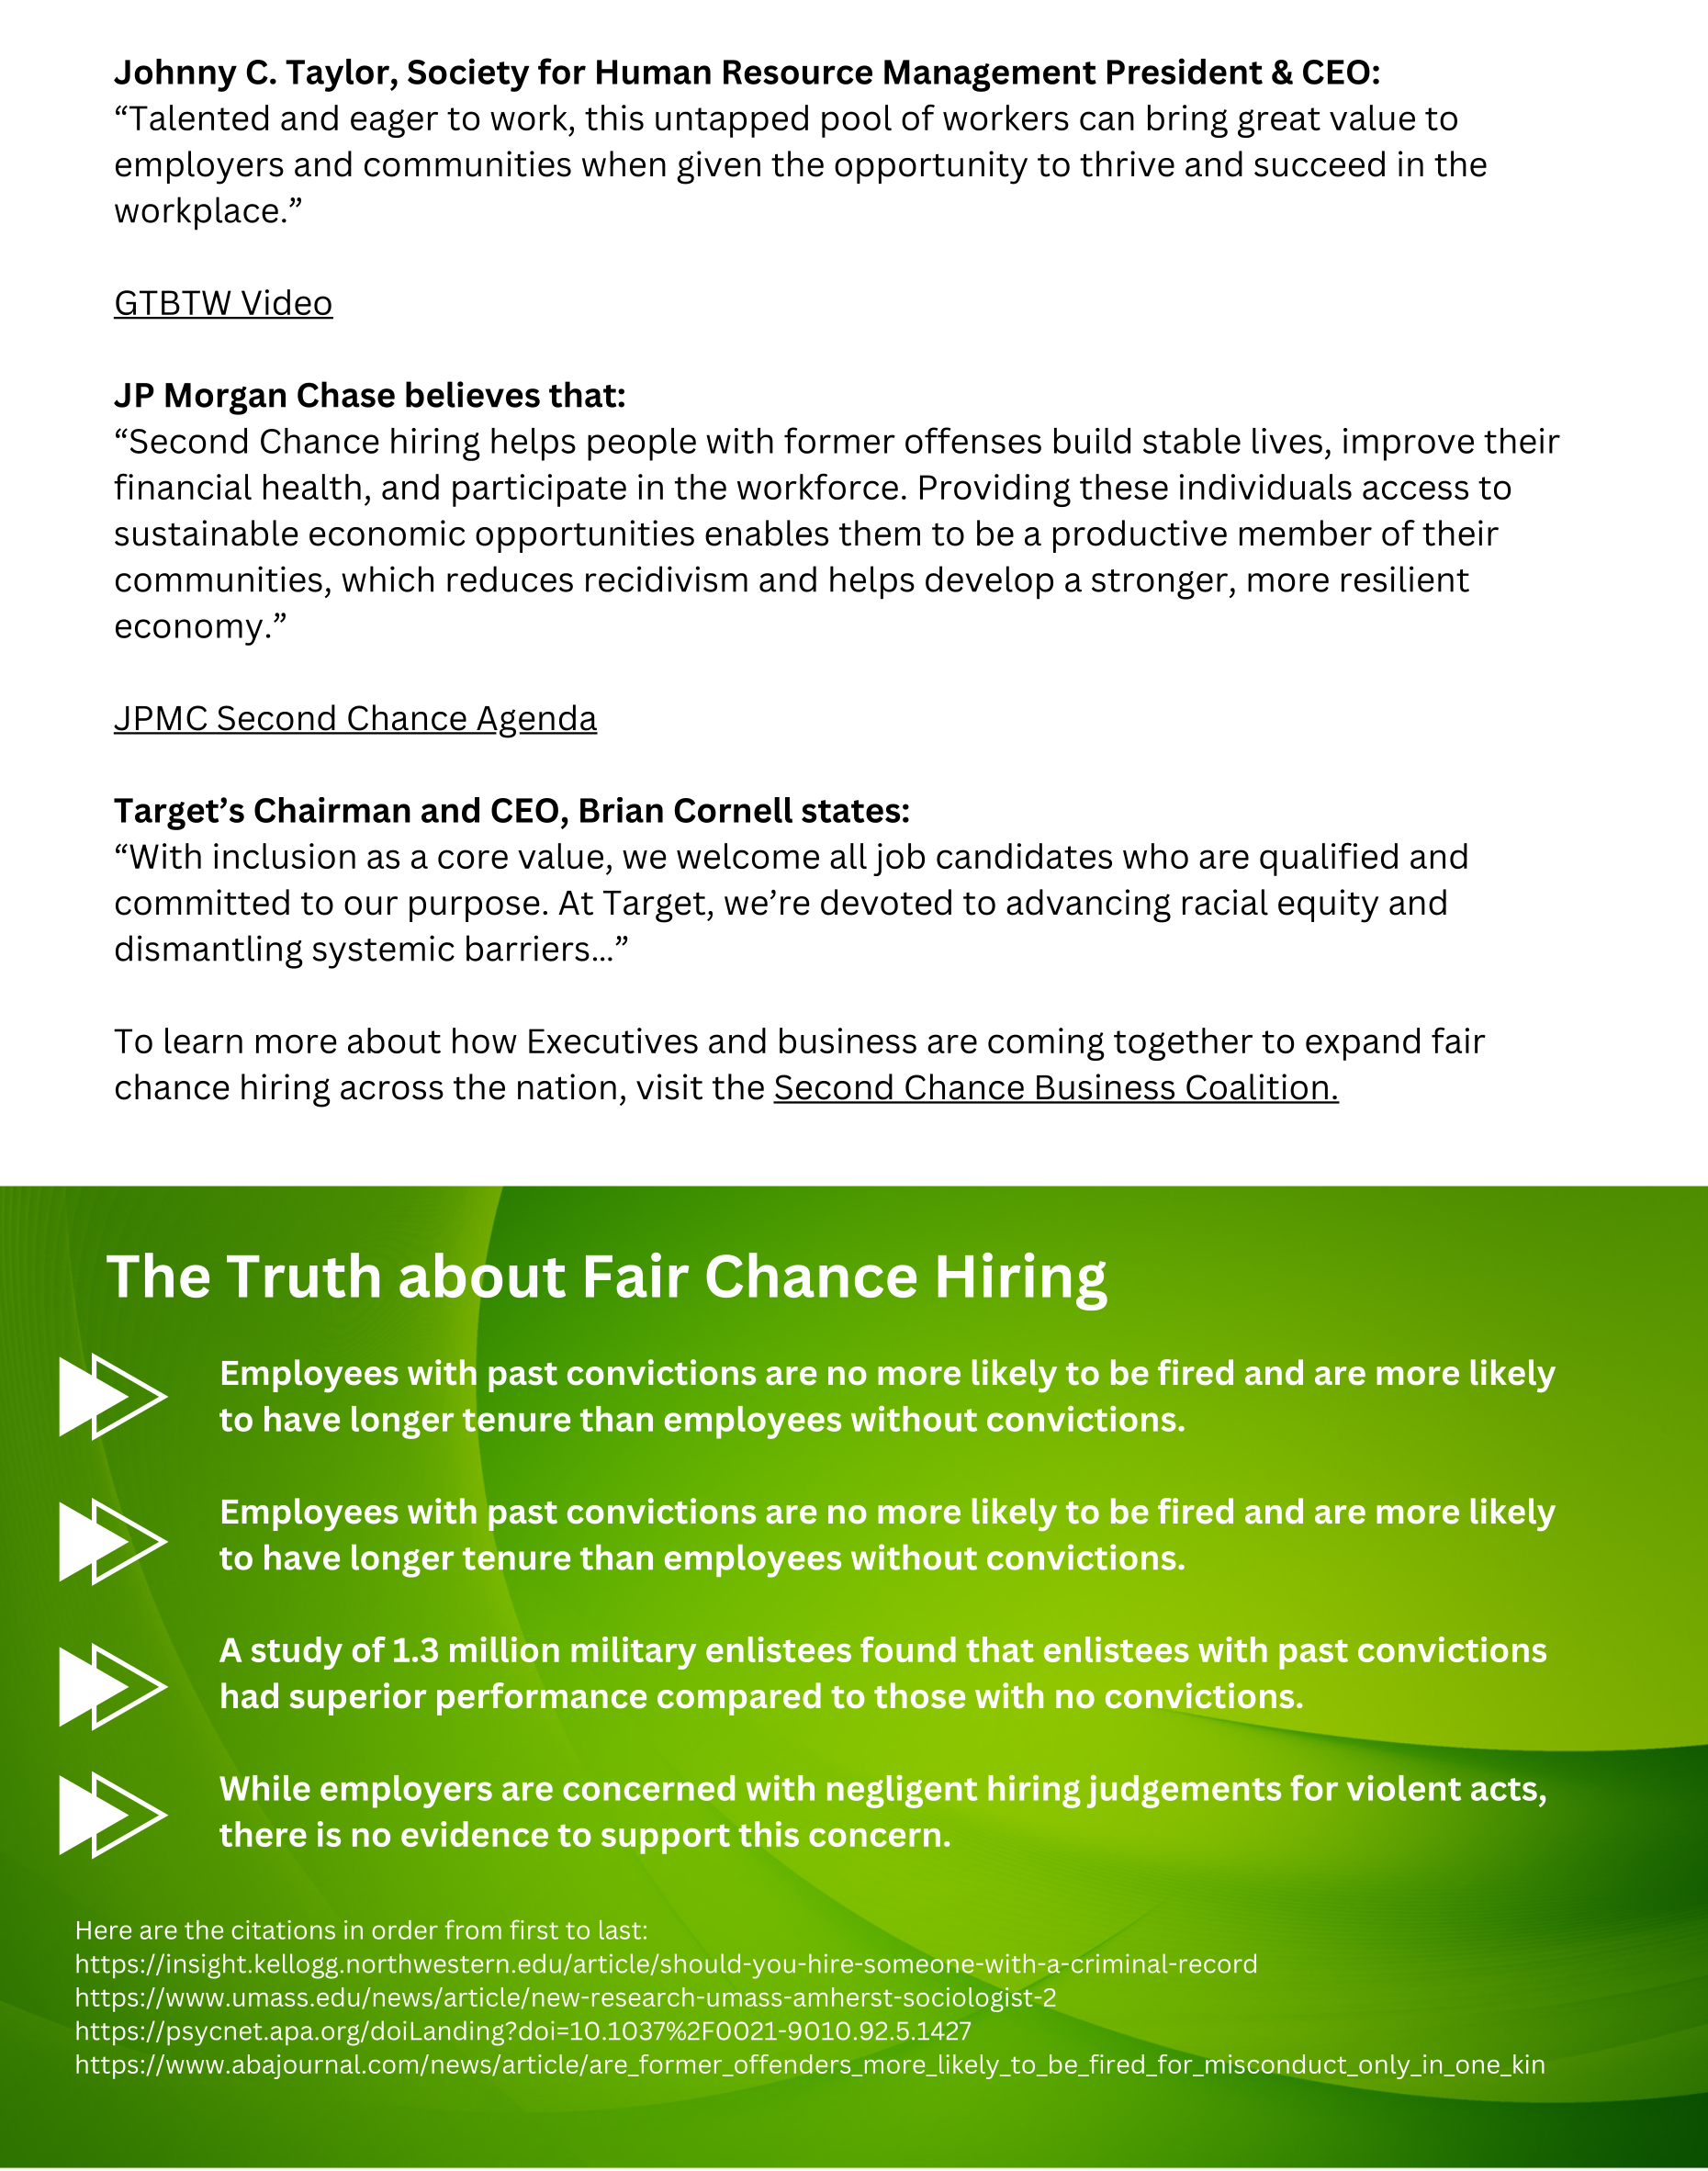 Johnny C. Taylor, Society for Human Resource Management President & CEO:
“Talented and eager to work, this untapped pool of workers can bring great value to
employers and communities when given the opportunity to thrive and succeed in the
workplace.”
GTBTW Video
JP Morgan Chase believes that:
“Second Chance hiring helps people with former offenses build stable lives, improve their
financial health, and participate in the workforce. Providing these individuals access to
sustainable economic opportunities enables them to be a productive member of their
communities, which reduces recidivism and helps develop a stronger, more resilient
economy.”
JPMC Second Chance Agenda
Target’s Chairman and CEO, Brian Cornell states:
“With inclusion as a core value, we welcome all job candidates who are qualified and
committed to our purpose. At Target, we’re devoted to advancing racial equity and
dismantling systemic barriers...”
To learn more about how Executives and business are coming together to expand fair
chance hiring across the nation, visit the Second Chance Business Coalition.
The Truth about Fair Chance Hiring
Employees with past convictions are no more likely to be fired and are more likely
to have longer tenure than employees without convictions.
Employees with past convictions are no more likely to be fired and are more likely
to have longer tenure than employees without convictions.
A study of 1.3 million military enlistees found that enlistees with past convictions
had superior performance compared to those with no convictions.
While employers are concerned with negligent hiring judgements for violent acts,
there is no evidence to support this concern.
Here are the citations in order from first to last:
https://insight.kellogg.northwestern.edu/article/should-you-hire-someone-with-a-criminal-record
https://www.umass.edu/news/article/new-research-umass-amherst-sociologist-2
https://psycnet.apa.org/doiLanding?doi=10.1037%2F0021-9010.92.5.1427
https://www.abajournal.com/news/article/are_former_offenders_more_likely_to_be_fired_for_misconduct_only_in_one_kin